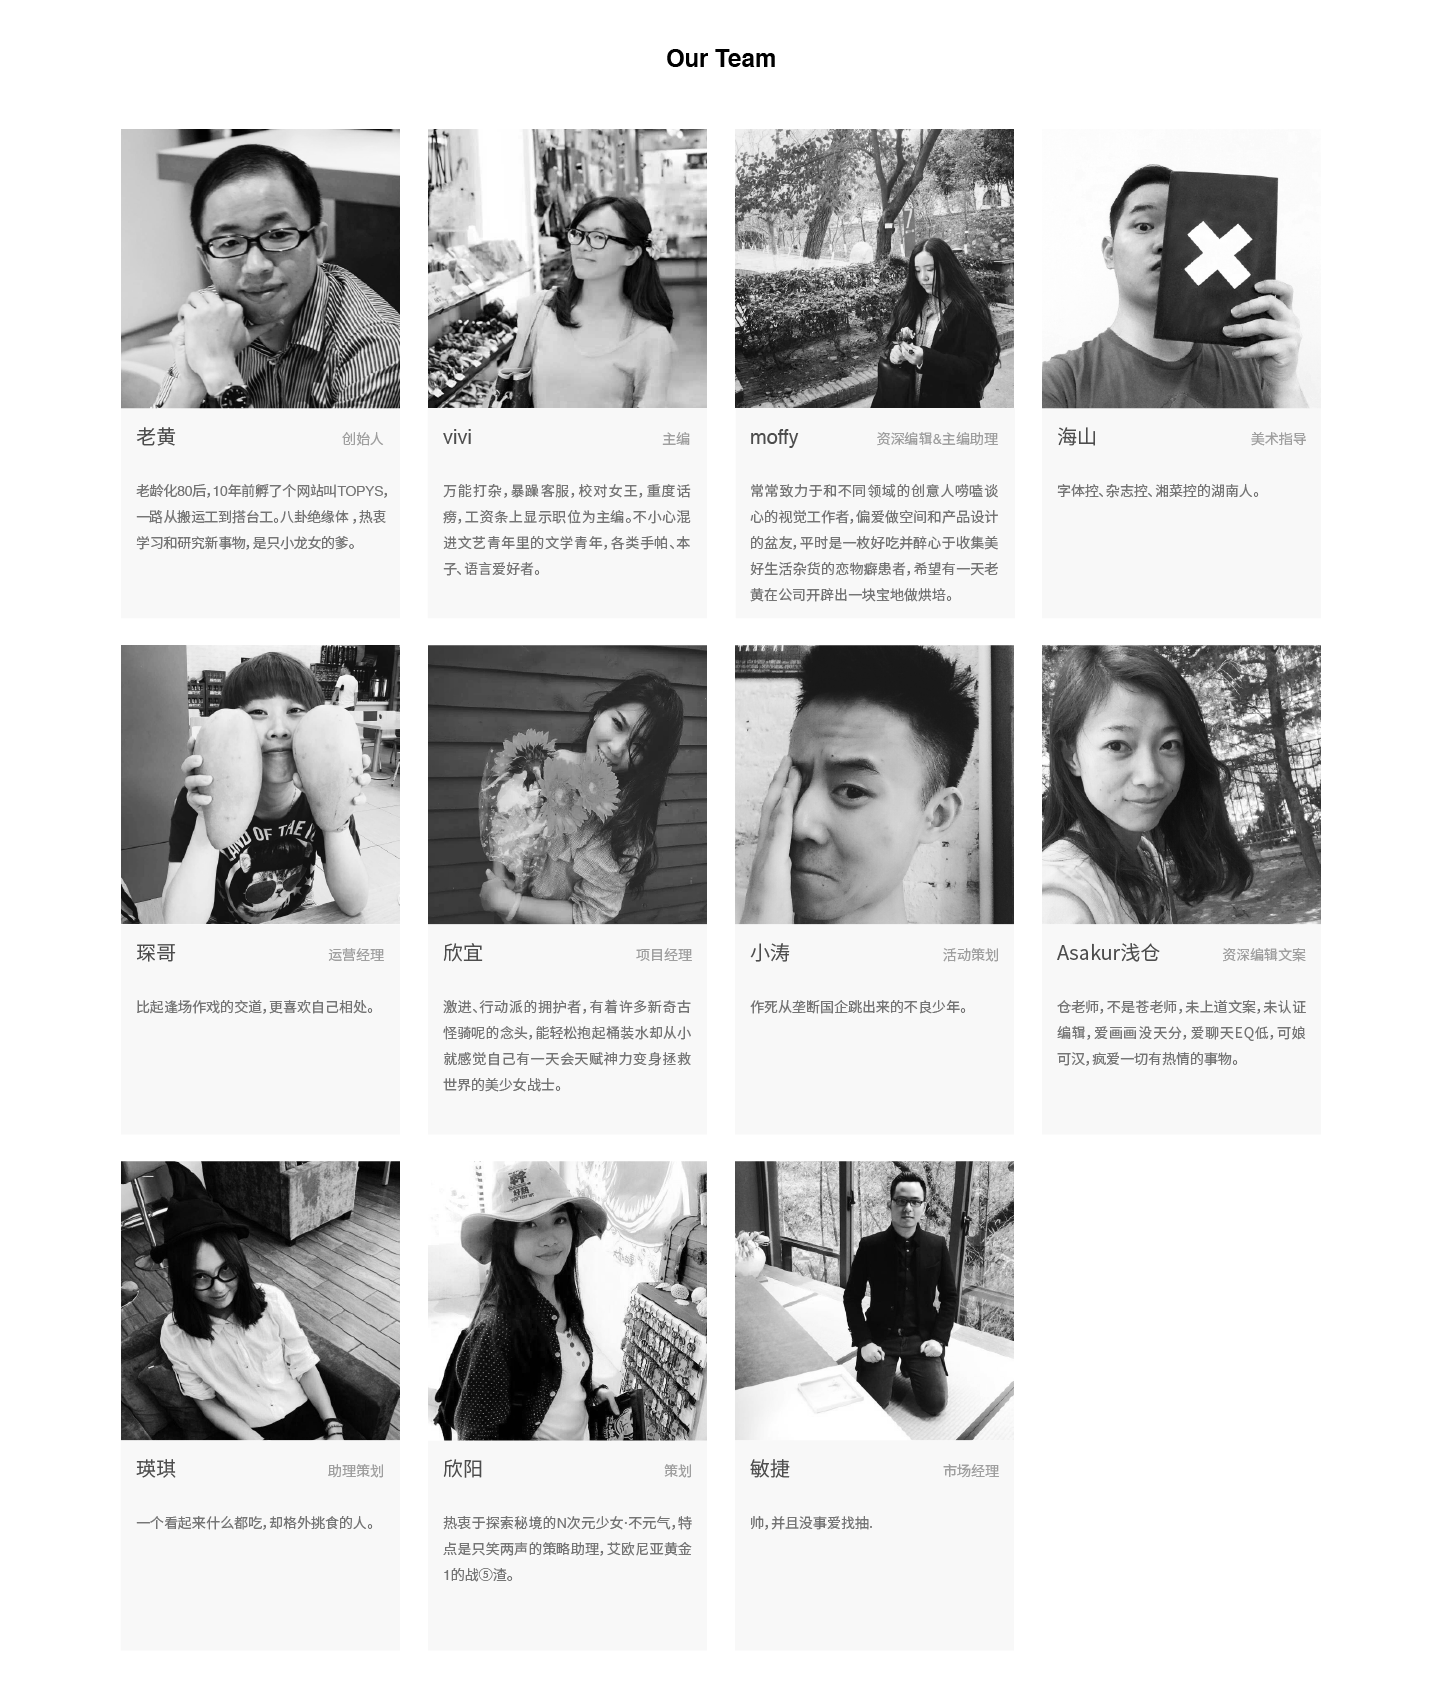 Our Team
老黄 创始人
老龄化80后，10年前孵了个网站叫TOPYS，
一路从搬运工到搭台工。八卦绝缘体，热衷
学习和研究新事物，是只小龙女的爹。
vivi 主编
万能打杂，暴躁客服，校对女王，重度话
痨，工资条上显示职位为主编。不小心混
进文艺青年里的文学青年，各类手帕、本
子、语言爱好者。
moffy 资深编辑&主编助理
常常致力于和不同领域的创意人唠嗑谈
心的视觉工作者，偏爱做空间和产品设计
的盆友，平时是一枚好吃并醉心于收集美
好生活杂货的恋物癖患者，希望有一天老
黄在公司开辟出一块宝地做烘培。
海山 美术指导
字体控、杂志控、湘菜控的湖南人。
LAND OF THE
琛哥 运营经理
比起逢场作戏的交道，更喜欢自己相处。
欣宜 项目经理
激进、行动派的拥护者，有着许多新奇古
怪骑呢的念头，能轻松抱起桶装水却从小
就感觉自己有一天会天赋神力变身拯救
世界的美少女战士。
小涛 活动策划
作死从垄断国企跳出来的不良少年。
Asakur浅仓 资深编辑文案
仓老师，不是苍老师，未上道文案，未认证
编辑，爱画画没天分，爱聊天EQ低，可娘
可汉，疯爱一切有热情的事物。
瑛琪 助理策划
一个看起来什么都吃，却格外挑食的人。
欣阳 策划
热衷于探索秘境的N次元少女·不元气，特
点是只笑两声的策略助理，艾欧尼亚黄金
1的战⑤渣。
敏捷 市场经理
帅，并且没事爱找抽.